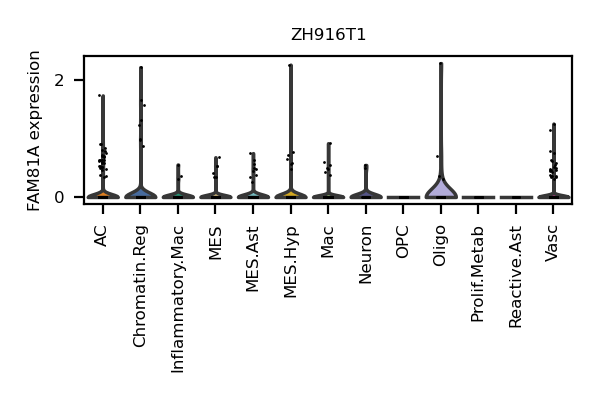 ZH916T1
FAM81A expression
2
0
AC
Chromatin.Reg
Inflammatory.Mac
MES
MES.Ast
MES.Hyp
Mac
Neuron
OPC
Oligo
Prolif.Metab
Reactive.Ast
Vasc